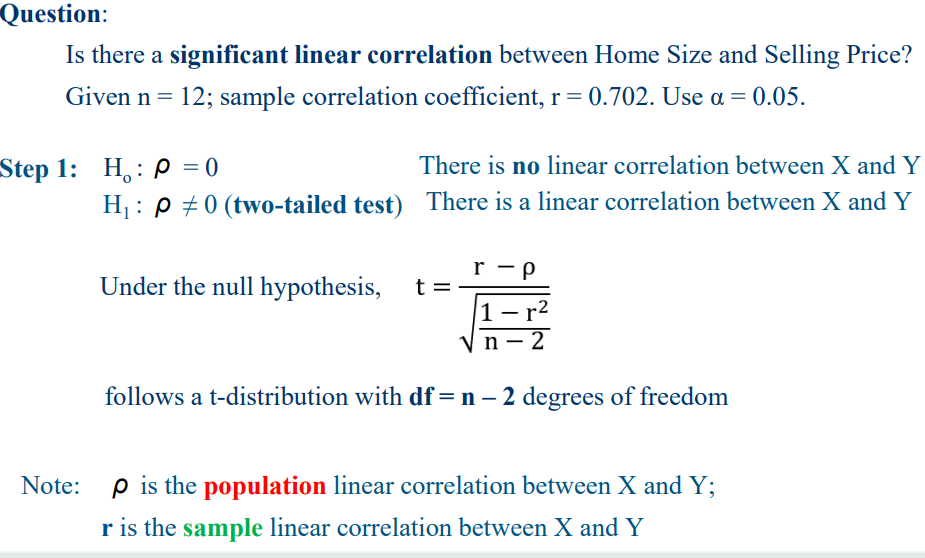 Question:
Is there a significant linear correlation between Home Size and Selling Price?
Given n = 12; sample correlation coefficient, r = 0.702. Use α = 0.05.
Step 1: Hₒ : ρ = 0 There is no linear correlation between X and Y
H₁ : ρ ≠ 0 (two-tailed test) There is a linear correlation between X and Y
Under the null hypothesis, t = (r − ρ) / √((1 − r²) / (n − 2))
follows a t-distribution with df = n – 2 degrees of freedom
Note: ρ is the population linear correlation between X and Y;
r is the sample linear correlation between X and Y